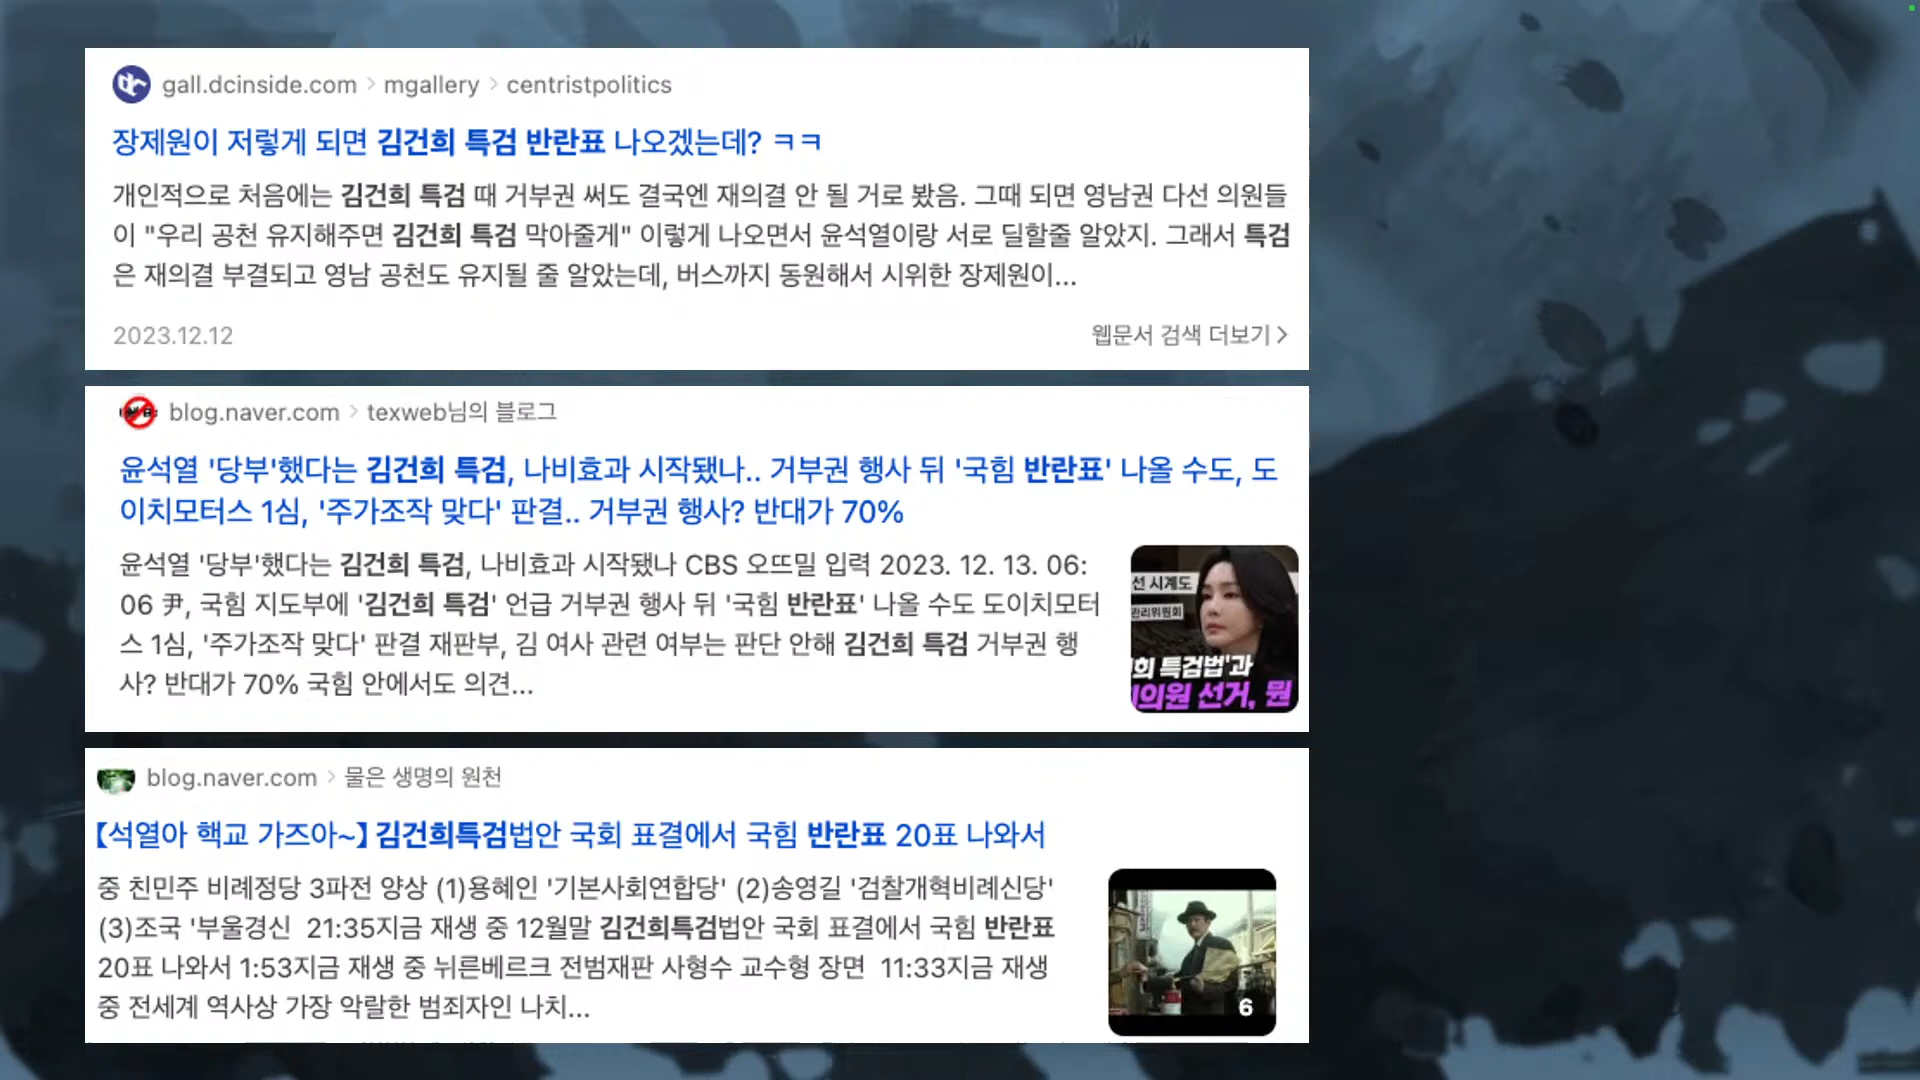 gall.dcinside.com > mgallery > centristpolitics
장제원이 저렇게 되면 김건희 특검 반란표 나오겠는데? ㅋㅋ
개인적으로 처음에는 김건희 특검 때 거부권 써도 결국엔 재의결 안 될 거로 봤음. 그때 되면 영남권 다선 의원들
이 "우리 공천 유지해주면 김건희 특검 막아줄게" 이렇게 나오면서 윤석열이랑 서로 딜할줄 알았지. 그래서 특검
은 재의결 부결되고 영남 공천도 유지될 줄 알았는데, 버스까지 동원해서 시위한 장제원이...
2023.12.12
웹문서 검색 더보기 >
blog.naver.com > texweb님의 블로그
윤석열 '당부'했다는 김건희 특검, 나비효과 시작됐나.. 거부권 행사 뒤 '국힘 반란표' 나올 수도, 도
이치모터스 1심, '주가조작 맞다' 판결.. 거부권 행사? 반대가 70%
윤석열 '당부'했다는 김건희 특검, 나비효과 시작됐나 CBS 오뜨밀 입력 2023. 12. 13. 06:
06 尹, 국힘 지도부에 '김건희 특검' 언급 거부권 행사 뒤 '국힘 반란표' 나올 수도 도이치모터
스 1심, '주가조작 맞다' 판결 재판부, 김 여사 관련 여부는 판단 안해 김건희 특검 거부권 행
사? 반대가 70% 국힘 안에서도 의견...
선 시계도
관리위원회
희 특검법'과
의원 선거, 뭔
blog.naver.com > 물은 생명의 원천
【석열아 핵교 가즈아~】 김건희특검법안 국회 표결에서 국힘 반란표 20표 나와서
중 친민주 비례정당 3파전 양상 (1)용혜인 '기본사회연합당' (2)송영길 '검찰개혁비례신당'
(3)조국 '부울경신 21:35지금 재생 중 12월말 김건희특검법안 국회 표결에서 국힘 반란표
20표 나와서 1:53지금 재생 중 뉘른베르크 전범재판 사형수 교수형 장면 11:33지금 재생
중 전세계 역사상 가장 악랄한 범죄자인 나치...
6